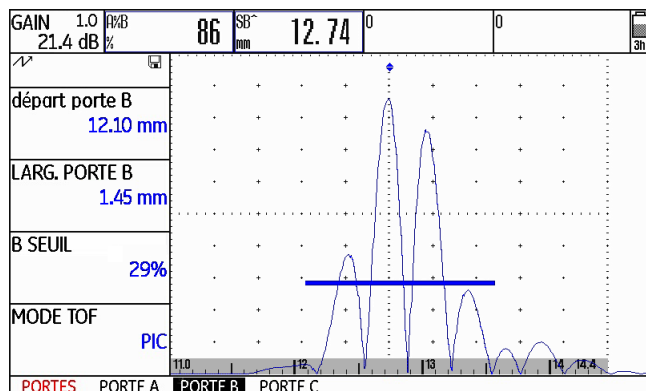 GAIN 1.0 A%B 86 SB^ 12.74 0 0
21.4 dB % mm 3h
départ porte B
12.10 mm
LARG. PORTE B
1.45 mm
B SEUIL
29%
MODE TOF
PIC
11.0 12 13 14 14.4
PORTES PORTE A PORTE B PORTE C